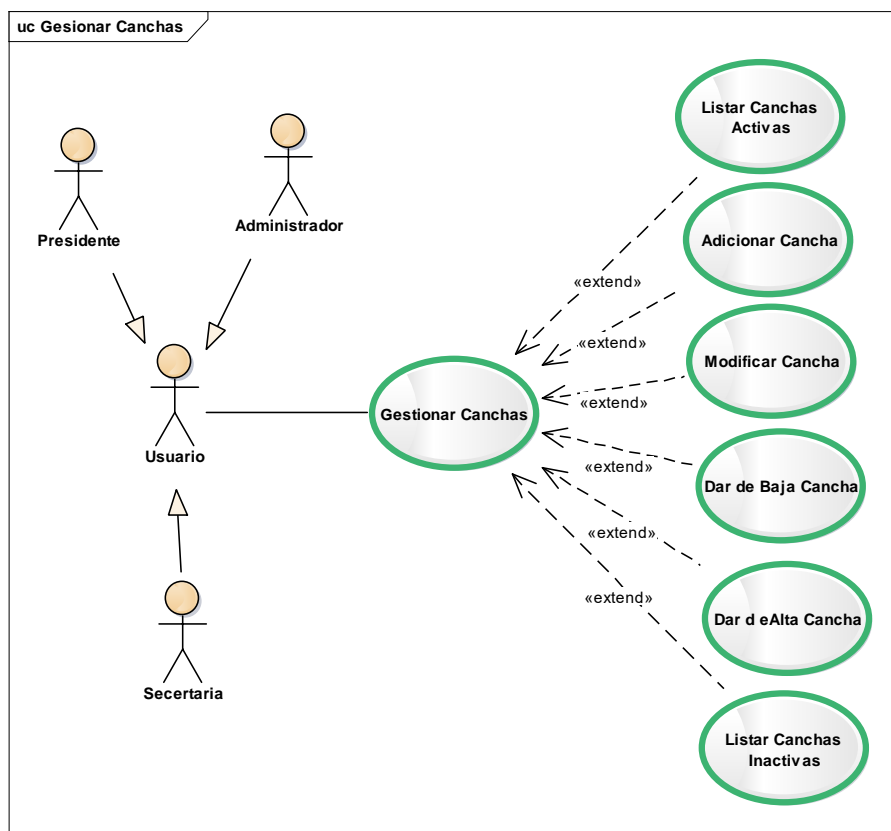 uc Gesionar Canchas
Listar Canchas
Activas
Presidente
Administrador
Adicionar Cancha
«extend»
«extend»
Modificar Cancha
«extend»
Gestionar Canchas
Usuario
«extend»
Dar de Baja Cancha
«extend»
«extend»
Dar d eAlta Cancha
Secertaria
Listar Canchas
Inactivas